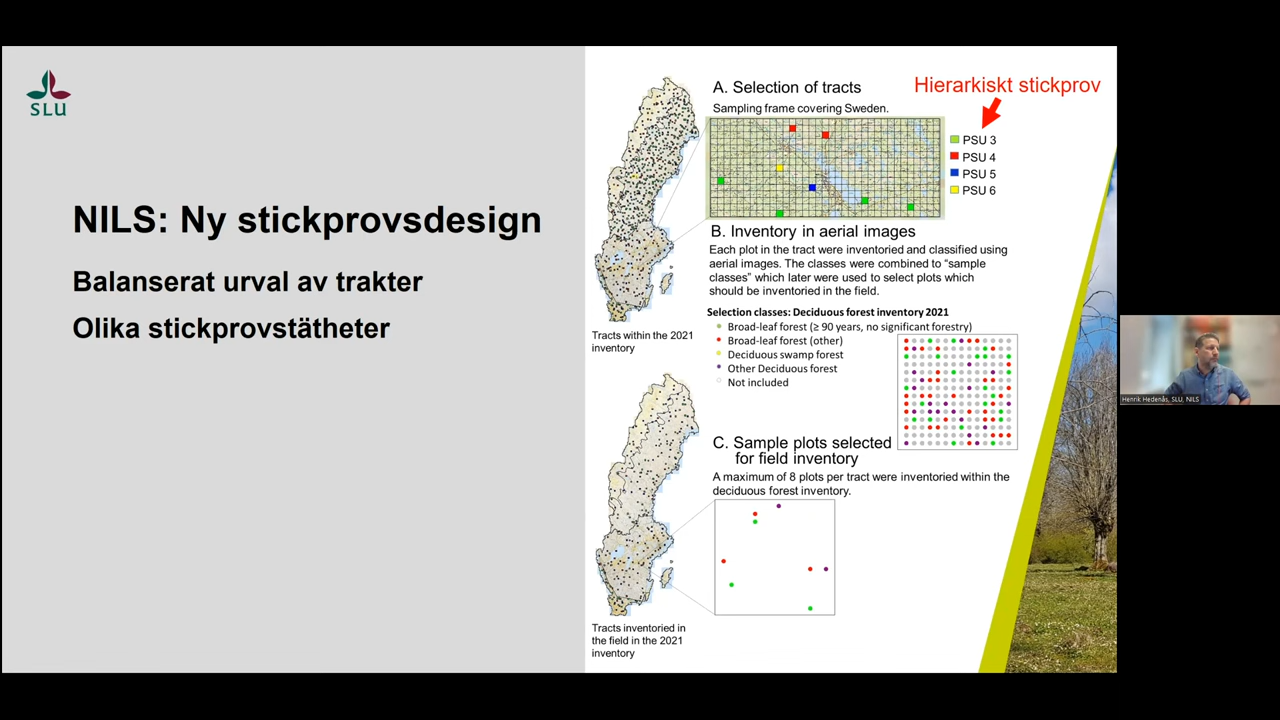 SLU
NILS: Ny stickprovsdesign
Balanserat urval av trakter
Olika stickprovstätheter
A. Selection of tracts
Hierarkiskt stickprov
Sampling frame covering Sweden.
PSU 3
PSU 4
PSU 5
PSU 6
B. Inventory in aerial images
Each plot in the tract were inventoried and classified using
aerial images. The classes were combined to “sample
classes” which later were used to select plots which
should be inventoried in the field.
Selection classes: Deciduous forest inventory 2021
Broad-leaf forest (≥ 90 years, no significant forestry)
Broad-leaf forest (≥other)
Deciduous swamp forest
Other Deciduous forest
Not included
Tracts within the 2021
inventory
C. Sample plots selected
for field inventory
A maximum of 8 plots per tract were inventoried within the
deciduous forest inventory.
Tracts inventoried in
the field in the 2021
inventory
Henrik Hedenås, SLU, NILS